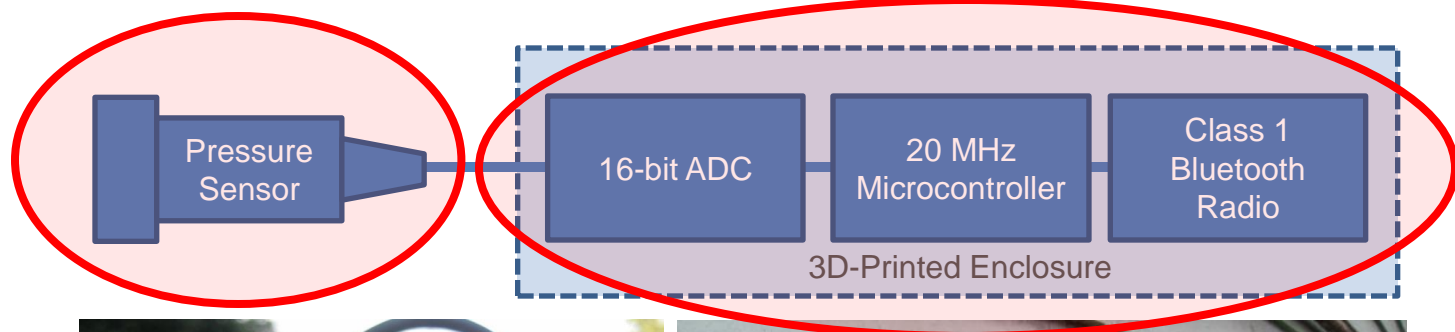 Pressure
Sensor
16-bit ADC
20 MHz
Microcontroller
Class 1
Bluetooth
Radio
3D-Printed Enclosure